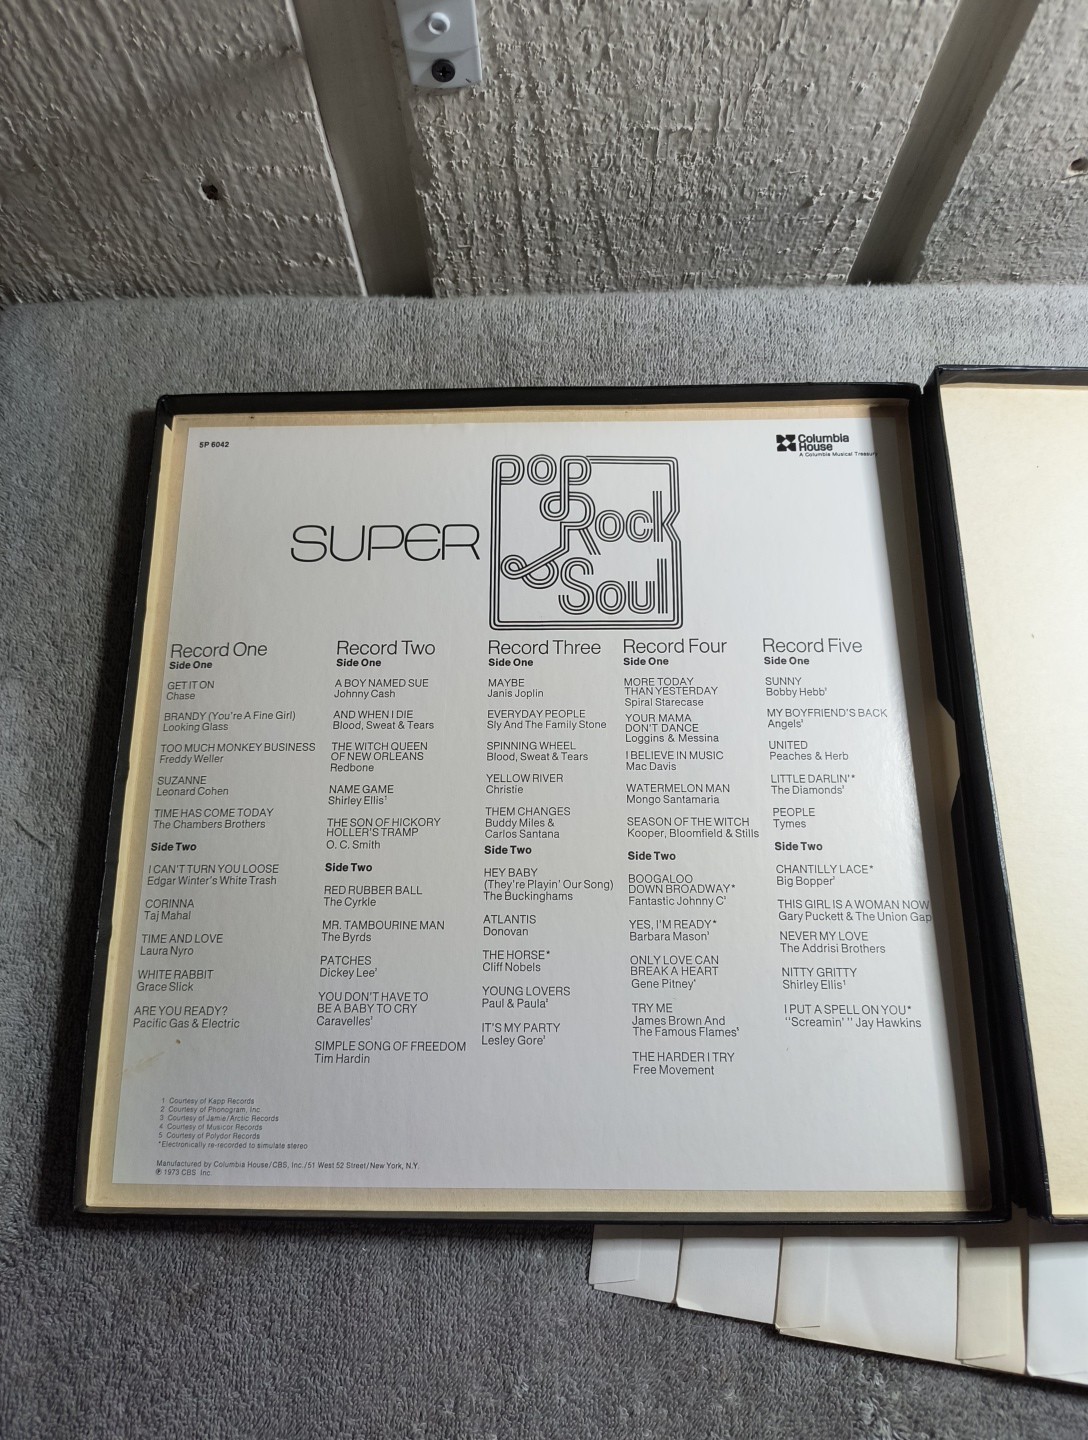 5P 6042
Columbia
House
A Columbia Musical Treasury
SUPER
pop
Rock
& Soul
Record One
Side One
GET IT ON
Chase
BRANDY (You're A Fine Girl)
Looking Glass
TOO MUCH MONKEY BUSINESS
Freddy Weller
SUZANNE
Leonard Cohen
TIME HAS COME TODAY
The Chambers Brothers
Side Two
I CAN'T TURN YOU LOOSE
Edgar Winter's White Trash
CORINNA
Taj Mahal
TIME AND LOVE
Laura Nyro
WHITE RABBIT
Grace Slick
ARE YOU READY?
Pacific Gas & Electric
Record Two
Side One
A BOY NAMED SUE
Johnny Cash
AND WHEN I DIE
Blood, Sweat & Tears
THE WITCH QUEEN
OF NEW ORLEANS
Redbone
NAME GAME
Shirley Ellis¹
THE SON OF HICKORY
HOLLER'S TRAMP
O. C. Smith
Side Two
RED RUBBER BALL
The Cyrkle
MR. TAMBOURINE MAN
The Byrds
PATCHES
Dickey Lee²
YOU DON'T HAVE TO
BE A BABY TO CRY
Caravelles²
SIMPLE SONG OF FREEDOM
Tim Hardin
Record Three
Side One
MAYBE
Janis Joplin
EVERYDAY PEOPLE
Sly And The Family Stone
SPINNING WHEEL
Blood, Sweat & Tears
YELLOW RIVER
Christie
THEM CHANGES
Buddy Miles &
Carlos Santana
Side Two
HEY BABY
(They're Playin' Our Song)
The Buckinghams
ATLANTIS
Donovan
THE HORSE*
Cliff Nobels
YOUNG LOVERS
Paul & Paula²
IT'S MY PARTY
Lesley Gore²
Record Four
Side One
MORE TODAY
THAN YESTERDAY
Spiral Starecase
YOUR MAMA
DON'T DANCE
Loggins & Messina
I BELIEVE IN MUSIC
Mac Davis
WATERMELON MAN
Mongo Santamaria
SEASON OF THE WITCH
Kooper, Bloomfield & Stills
Side Two
BOOGALOO
DOWN BROADWAY*
Fantastic Johnny C³
YES, I'M READY*
Barbara Mason³
ONLY LOVE CAN
BREAK A HEART
Gene Pitney⁴
TRY ME
James Brown And
The Famous Flames⁵
THE HARDER I TRY
Free Movement
Record Five
Side One
SUNNY
Bobby Hebb²
MY BOYFRIEND'S BACK
Angels²
UNITED
Peaches & Herb
LITTLE DARLIN'*
The Diamonds²
PEOPLE
Tymes
Side Two
CHANTILLY LACE*
Big Bopper²
THIS GIRL IS A WOMAN NOW
Gary Puckett & The Union Gap
NEVER MY LOVE
The Addrisi Brothers
NITTY GRITTY
Shirley Ellis¹
I PUT A SPELL ON YOU*
"Screamin' " Jay Hawkins
1 Courtesy of Kapp Records
2 Courtesy of Phonogram, Inc.
3 Courtesy of Jamie/Arctic Records
4 Courtesy of Musicor Records
5 Courtesy of Polydor Records
*Electronically re-recorded to simulate stereo
Manufactured by Columbia House/CBS, Inc./51 West 52 Street/New York, N.Y.
℗ 1973 CBS Inc.